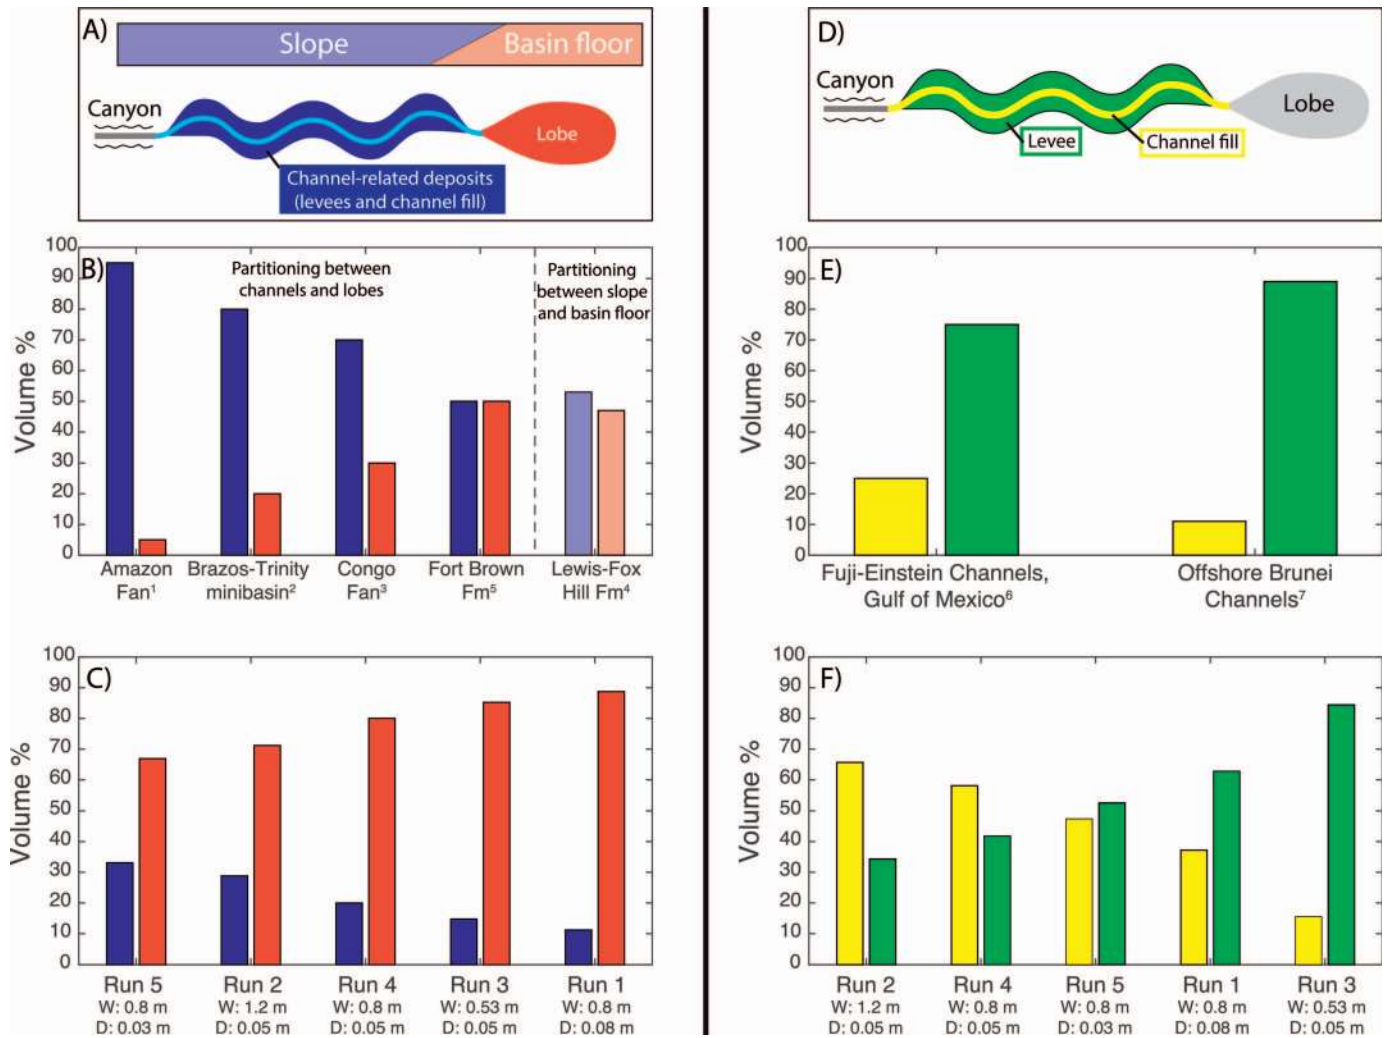 A)
Slope
Basin floor
Canyon
Lobe
Channel-related deposits
(levees and channel fill)
B)
Partitioning between
channels and lobes
Partitioning
between slope
and basin floor
Volume %
100
90
80
70
60
50
40
30
20
10
0
Amazon
Fan¹
Brazos-Trinity
minibasin²
Congo
Fan³
Fort Brown
Fm⁵
Lewis-Fox
Hill Fm⁴
C)
Volume %
100
90
80
70
60
50
40
30
20
10
0
Run 5
W: 0.8 m
D: 0.03 m
Run 2
W: 1.2 m
D: 0.05 m
Run 4
W: 0.8 m
D: 0.05 m
Run 3
W: 0.53 m
D: 0.05 m
Run 1
W: 0.8 m
D: 0.08 m
D)
Canyon
Levee
Channel fill
Lobe
E)
Volume %
100
90
80
70
60
50
40
30
20
10
0
Fuji-Einstein Channels,
Gulf of Mexico⁶
Offshore Brunei
Channels⁷
F)
Volume %
100
90
80
70
60
50
40
30
20
10
0
Run 2
W: 1.2 m
D: 0.05 m
Run 4
W: 0.8 m
D: 0.05 m
Run 5
W: 0.8 m
D: 0.03 m
Run 1
W: 0.8 m
D: 0.08 m
Run 3
W: 0.53 m
D: 0.05 m